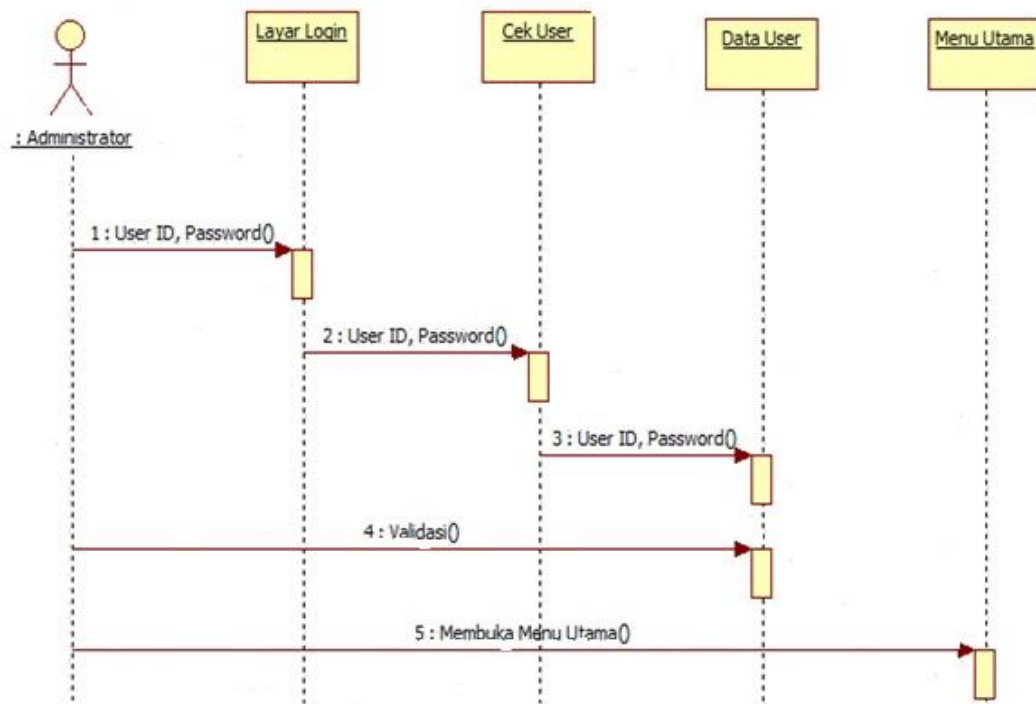 Layar Login
Cek User
Data User
Menu Utama
: Administrator
1 : User ID, Password()
2 : User ID, Password()
3 : User ID, Password()
4 : Validasi()
5 : Membuka Menu Utama()